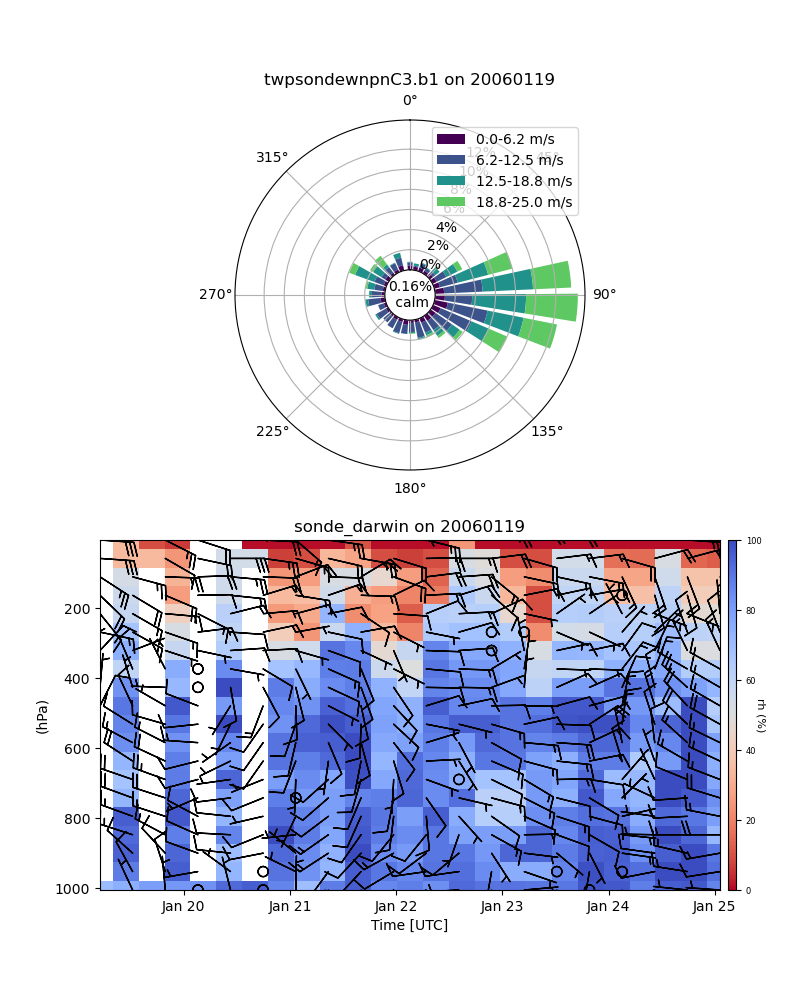 twpsondewnpnC3.b1 on 20060119
0°
315°
45°
0.0-6.2 m/s
6.2-12.5 m/s
12.5-18.8 m/s
18.8-25.0 m/s
12%
10%
8%
6%
4%
2%
0%
270°
0.16%
calm
90°
225°
135°
180°
sonde_darwin on 20060119
(hPa)
200
400
600
800
1000
Jan 20
Jan 21
Jan 22
Jan 23
Jan 24
Jan 25
Time [UTC]
100
80
60
40
20
0
rh (%)